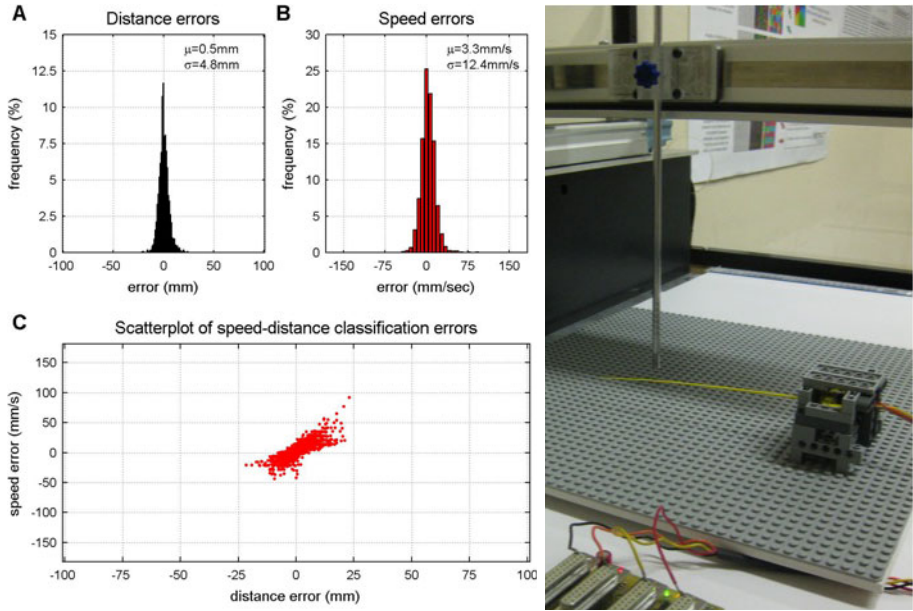 A
Distance errors
μ=0.5mm
σ=4.8mm
frequency (%)
15
12.5
10
7.5
5
2.5
0
-100
-50
0
50
100
error (mm)
B
Speed errors
μ=3.3mm/s
σ=12.4mm/s
frequency (%)
30
25
20
15
10
5
0
-150
-75
0
75
150
error (mm/sec)
C
Scatterplot of speed-distance classification errors
speed error (mm/s)
150
100
50
0
-50
-100
-150
-100
-75
-50
-25
0
25
50
75
100
distance error (mm)